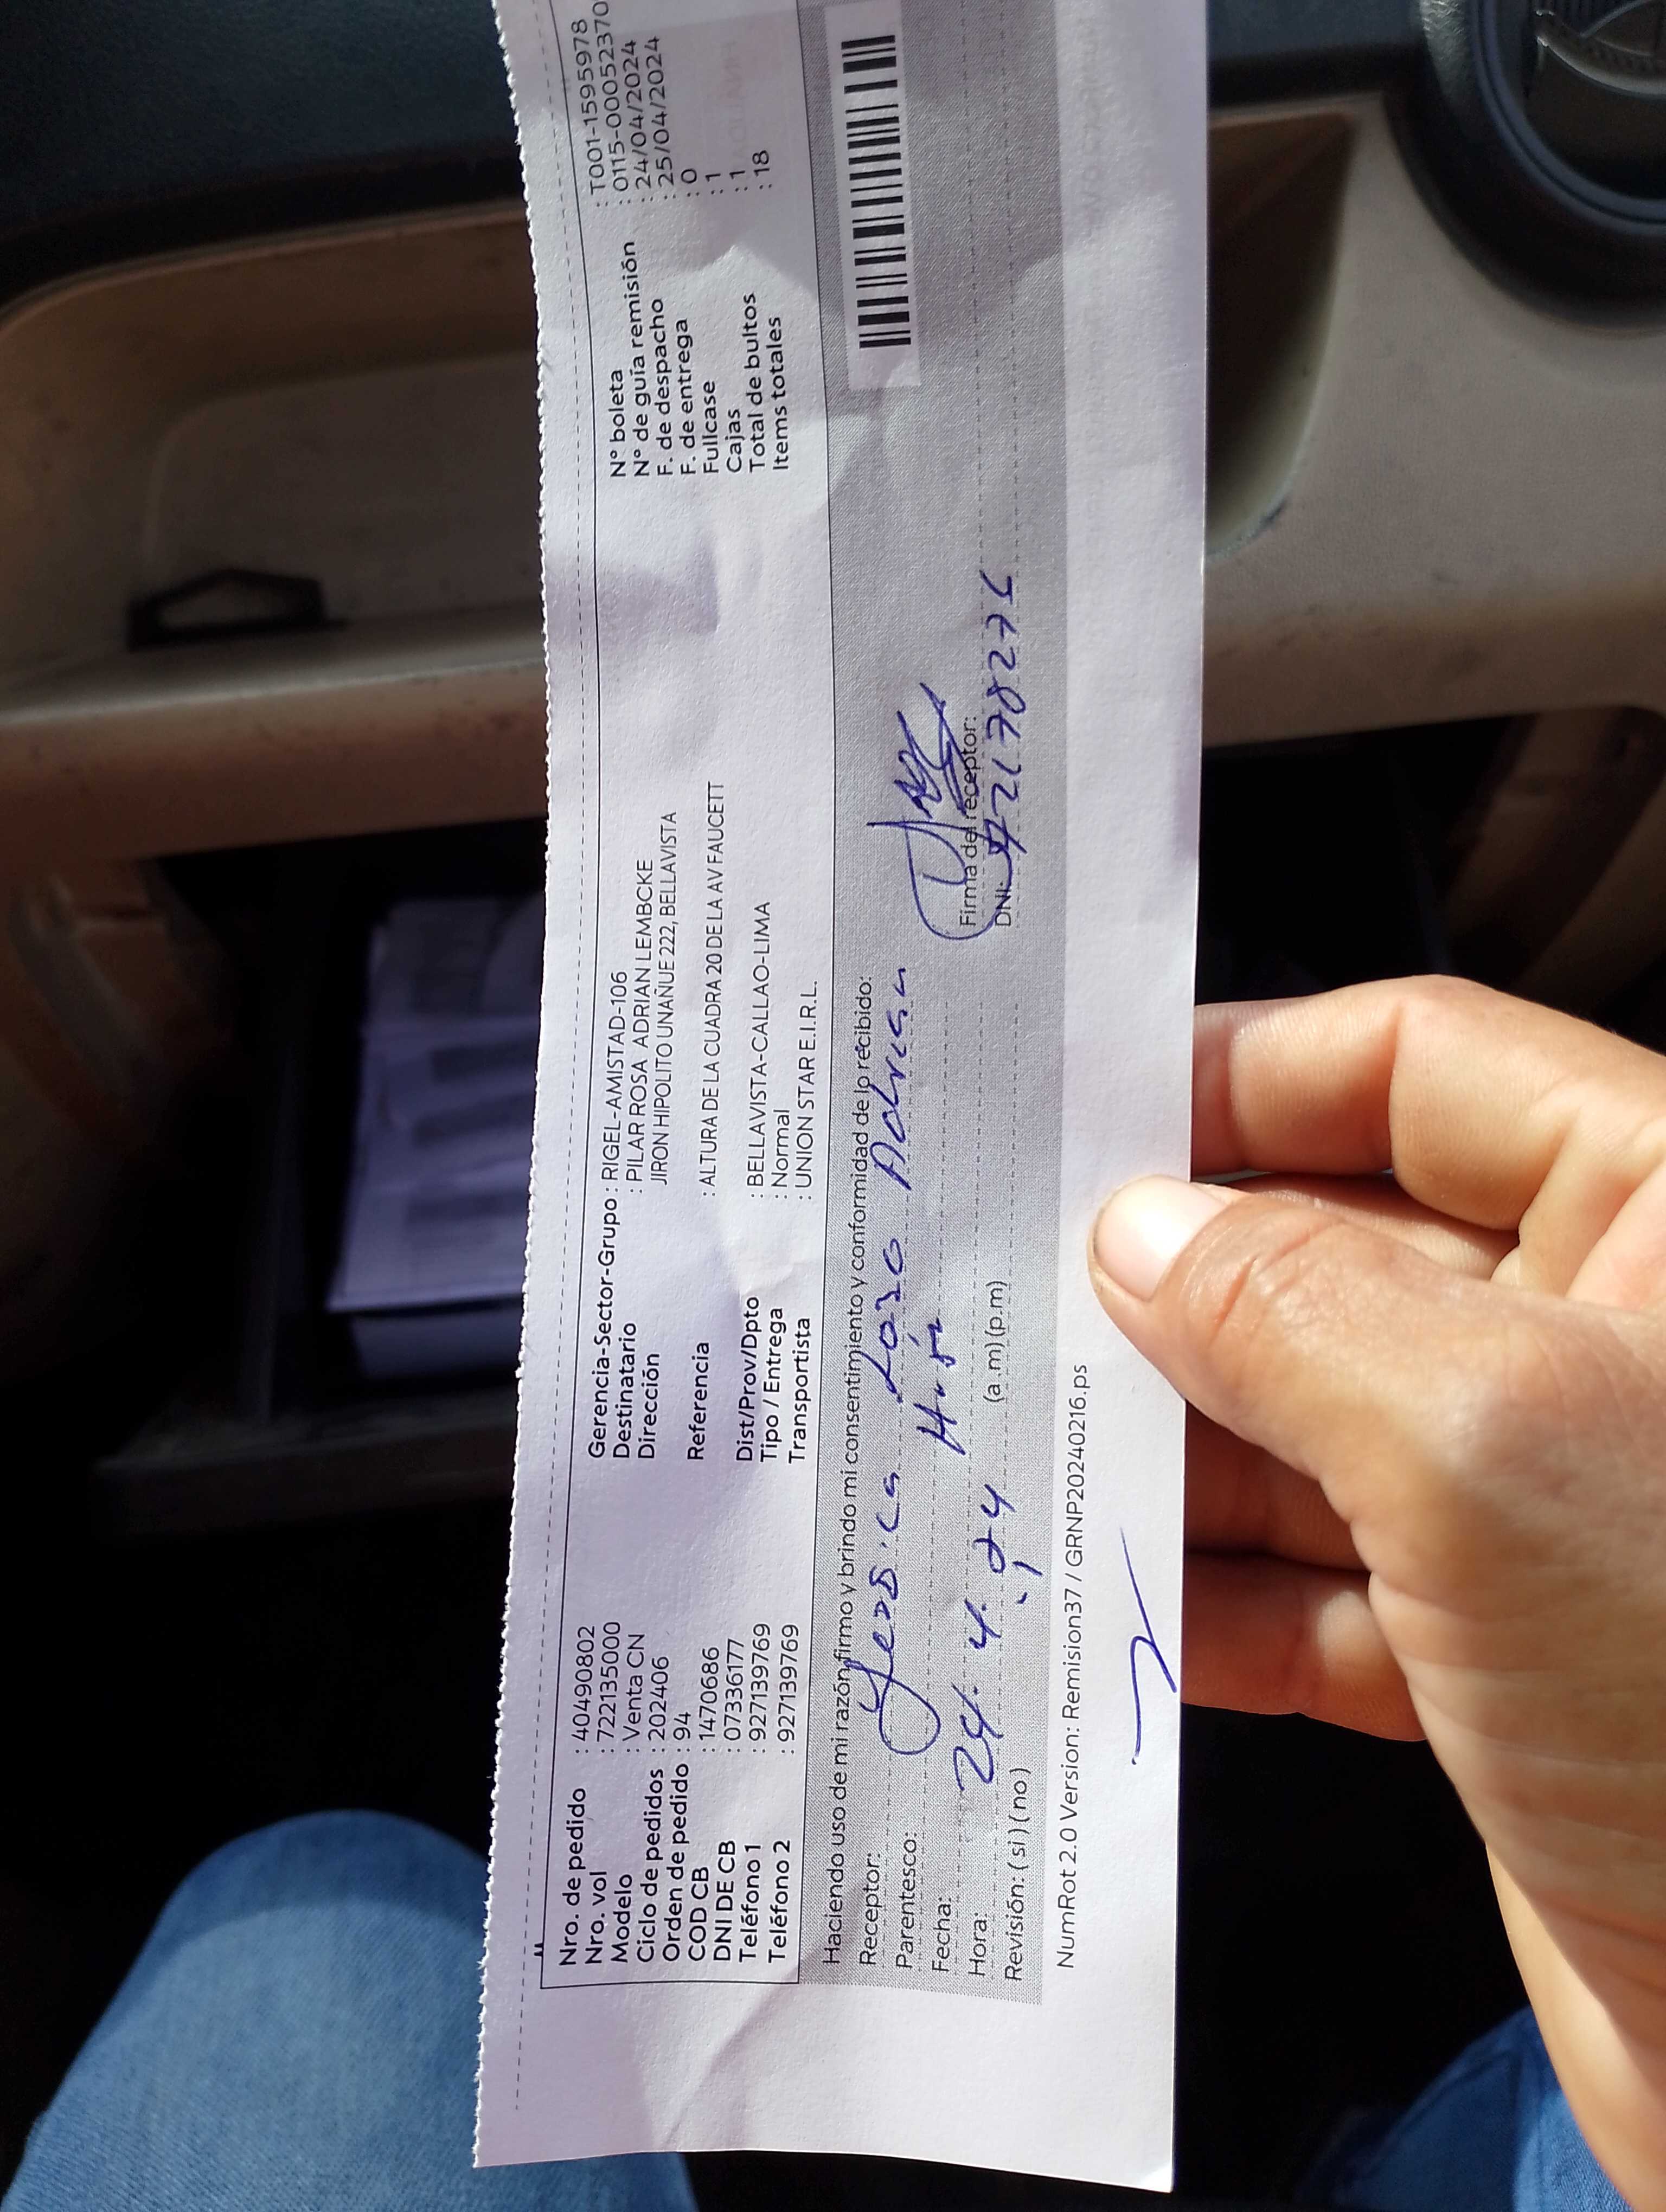 Nro. de pedido : 40490802
Nro. vol : 722135000
Modelo : Venta CN
Ciclo de pedidos : 202406
Orden de pedido : 94
COD CB : 1470686
DNI DE CB : 07336177
Teléfono 1 : 927139769
Teléfono 2 : 927139769
Gerencia-Sector-Grupo : RIGEL-AMISTAD-106
Destinatario : PILAR ROSA ADRIAN LEMBCKE
Dirección JIRON HIPOLITO UNAÑUE 222, BELLAVISTA
Referencia : ALTURA DE LA CUADRA 20 DE LA AV FAUCETT
Dist/Prov/Dpto : BELLAVISTA-CALLAO-LIMA
Tipo / Entrega : Normal
Transportista : UNION STAR E.I.R.L.
N° boleta : T001-1595978
N° de guía remisión : 0115-000052370
F. de despacho : 24/04/2024
F. de entrega : 25/04/2024
Fullcase : 0
Cajas : 1
Total de bultos : 1
Items totales : 18
Haciendo uso de mi razón firmo y brindo mi consentimiento y conformidad de lo recibido:
Receptor: Yessica Lozo Adrian
Parentesco:
Fecha: 24. 4. 24
Hora: (a.m)(p.m)
Revisión: (si) (no)
Firma del receptor:
DNI: 72178276
NumRot 2.0 Version: Remision37 / GRNP20240216.ps